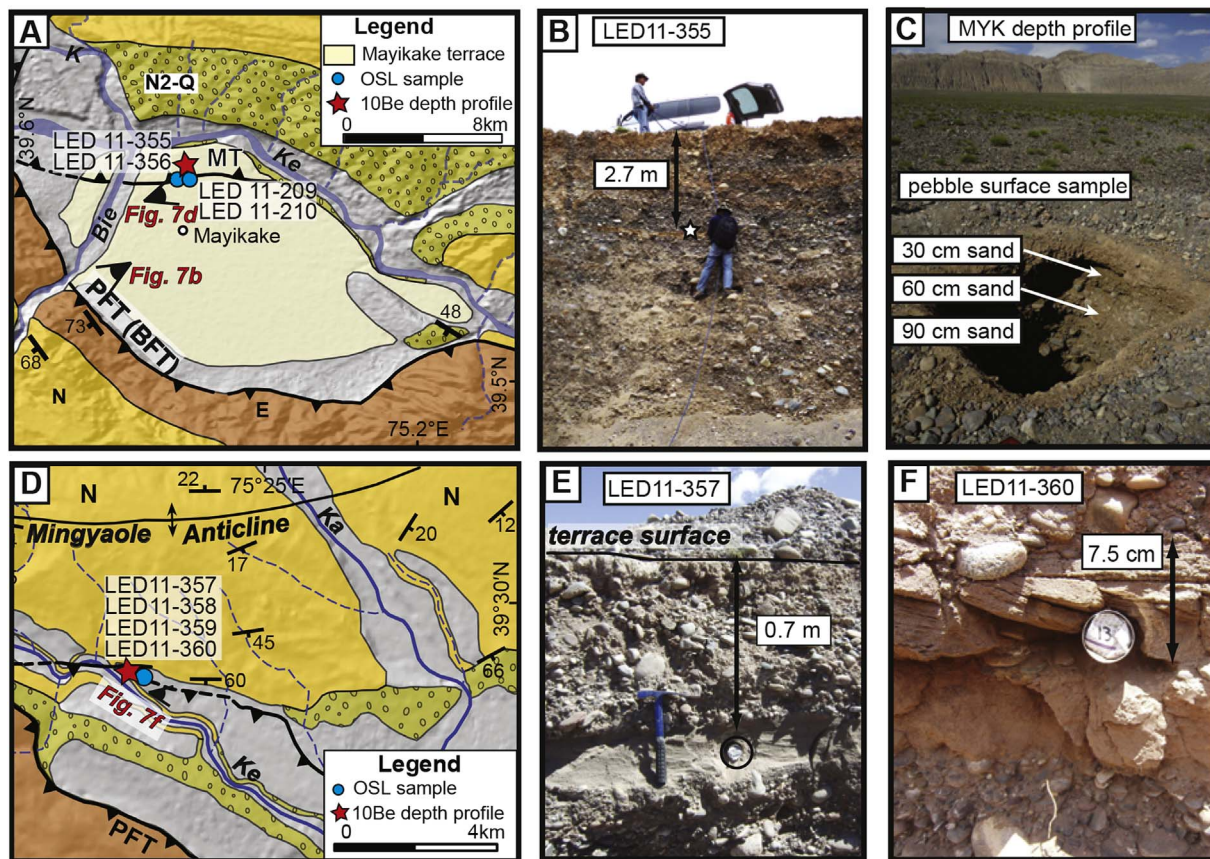 A
Legend
Mayikake terrace
OSL sample
10Be depth profile
0 8km
K
N2-Q
39.6°N
LED 11-355
LED 11-356
MT
Ke
LED 11-209
LED 11-210
Fig. 7d
Bie
Mayikake
Fig. 7b
PFT (BFT)
73
68
48
N
E
39.5°N
75.2°E
B
LED11-355
2.7 m
C
MYK depth profile
pebble surface sample
30 cm sand
60 cm sand
90 cm sand
D
N
22
75°25'E
N
Mingyaole Anticline
Ka
20
12
17
LED11-357
LED11-358
LED11-359
LED11-360
39°30'N
45
66
60
Fig. 7f
Ke
PFT
Legend
OSL sample
10Be depth profile
0 4km
E
LED11-357
terrace surface
0.7 m
F
LED11-360
7.5 cm
13